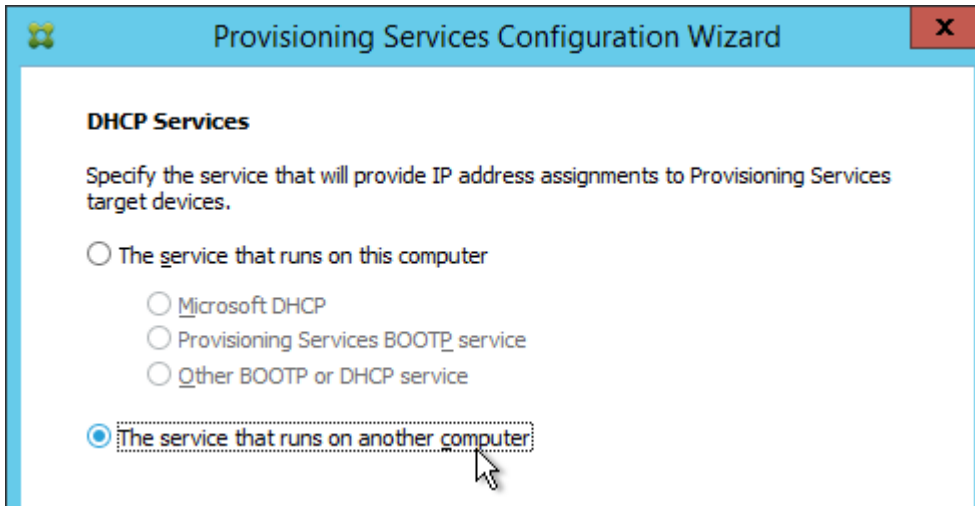 Provisioning Services Configuration Wizard
x
DHCP Services
Specify the service that will provide IP address assignments to Provisioning Services
target devices.
The service that runs on this computer
Microsoft DHCP
Provisioning Services BOOTP service
Other BOOTP or DHCP service
The service that runs on another computer